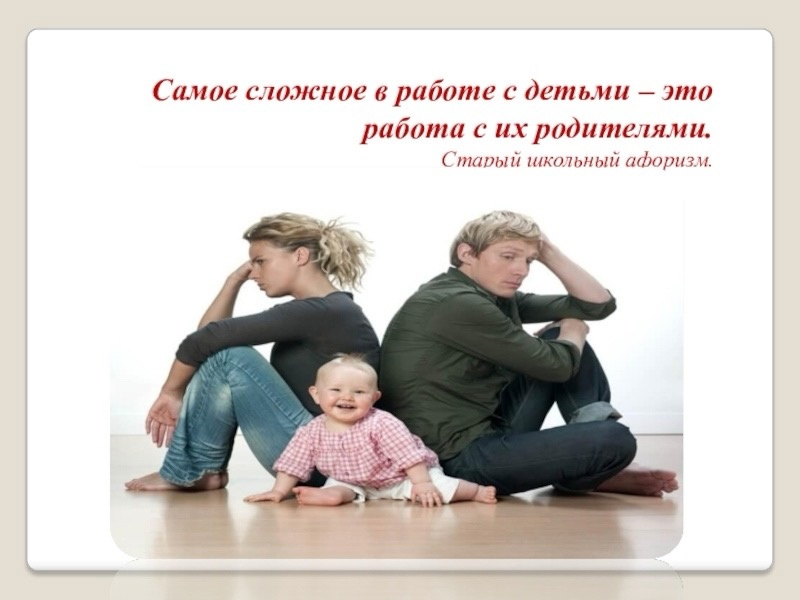 Самое сложное в работе с детьми – это
работа с их родителями.
Старый школьный афоризм.